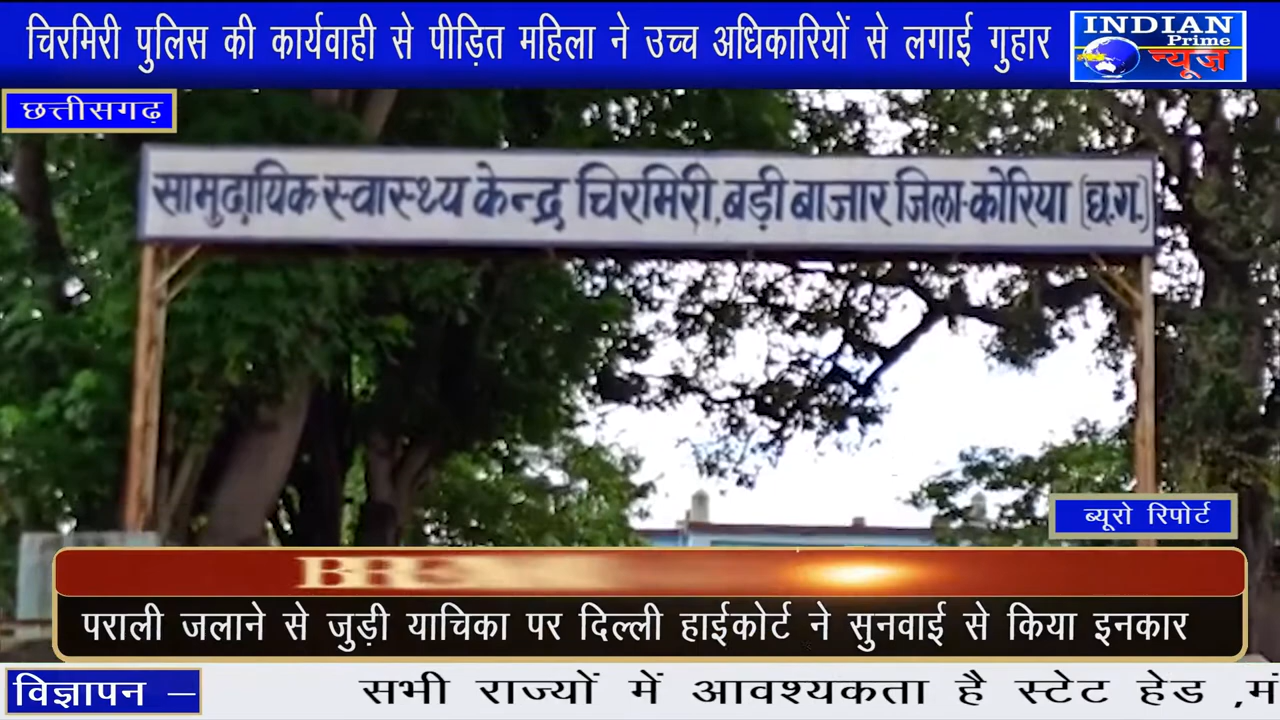 चिरमिरी पुलिस की कार्यवाही से पीड़ित महिला ने उच्च अधिकारियों से लगाई गुहार
INDIAN
Prime
न्यूज़
छत्तीसगढ़
सामुदायिक स्वास्थ्य केन्द्र चिरमिरी, बड़ी बाजार जिला-कोरिया (छ.ग.)
ब्यूरो रिपोर्ट
पराली जलाने से जुड़ी याचिका पर दिल्ली हाईकोर्ट ने सुनवाई से किया इनकार
विज्ञापन –
सभी राज्यों में आवश्यकता है स्टेट हेड ,मं